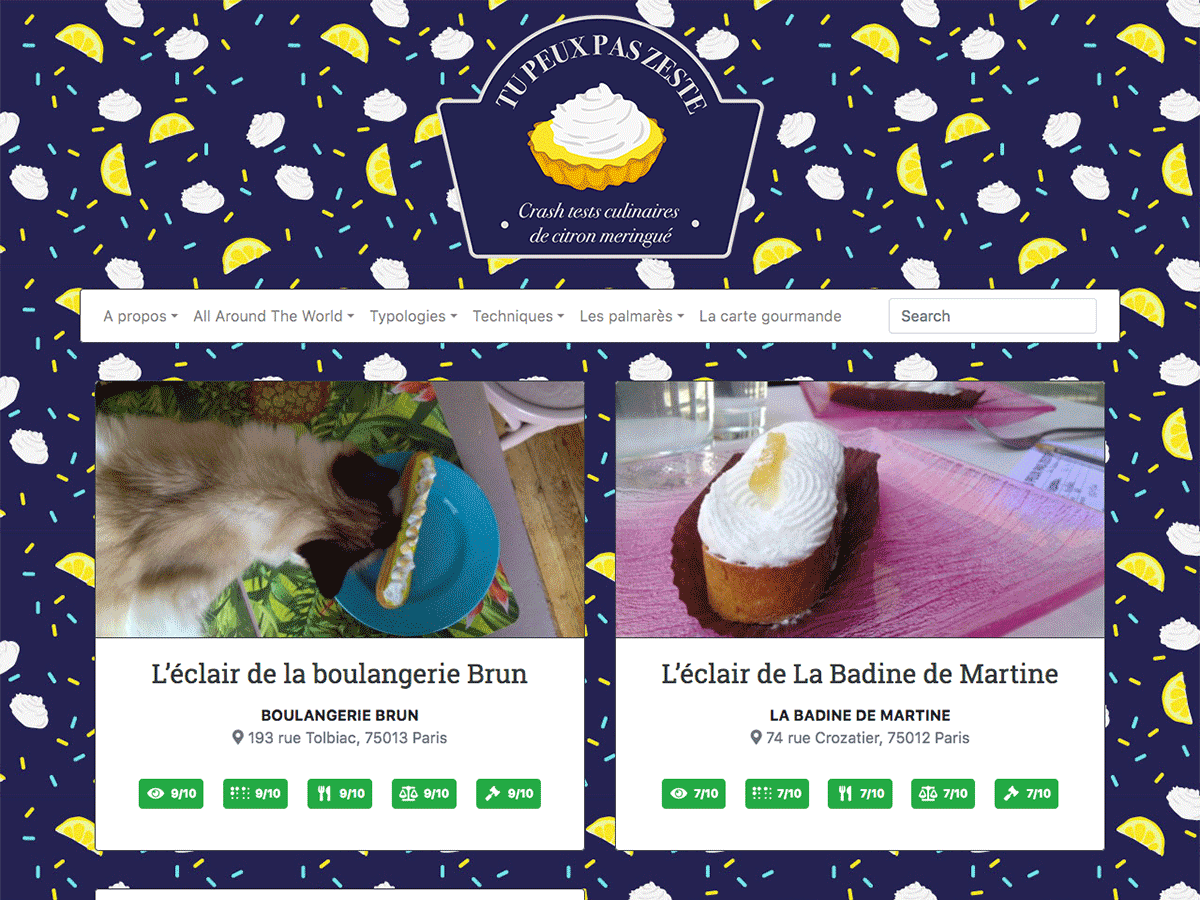 TU PEUX PAS ZESTE
Crash tests culinaires
de citron meringué
A propos
All Around The World
Typologies
Techniques
Les palmarès
La carte gourmande
Search
L’éclair de la boulangerie Brun
BOULANGERIE BRUN
193 rue Tolbiac, 75013 Paris
9/10 9/10 9/10 9/10 9/10
L’éclair de La Badine de Martine
LA BADINE DE MARTINE
74 rue Crozatier, 75012 Paris
7/10 7/10 7/10 7/10 7/10